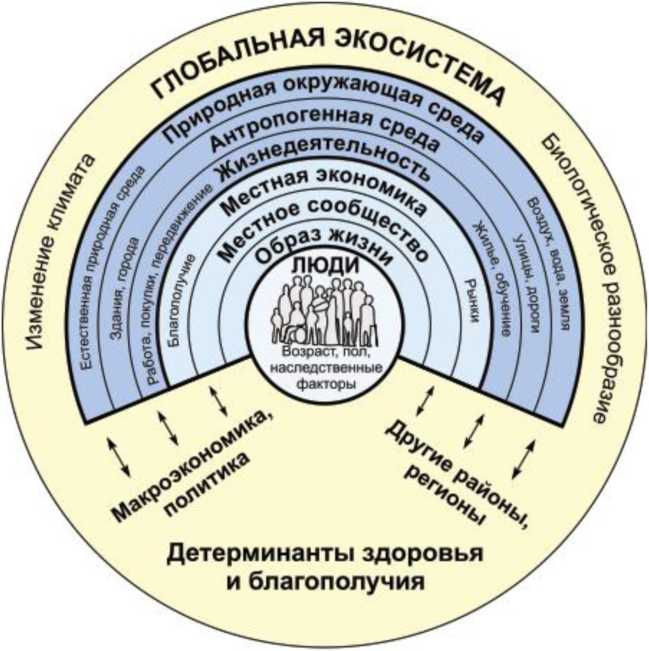 ГЛОБАЛЬНАЯ ЭКОСИСТЕМА
Изменение климата
Биологическое разнообразие
Природная окружающая среда
Естественная природная среда
Воздух, вода, земля
Антропогенная среда
Здания, города
Улицы, дороги
Жизнедеятельность
Работа, покупки, передвижение
Жилье, обучение
Местная экономика
Благополучие
Рынки
Местное сообщество
Образ жизни
ЛЮДИ
Возраст, пол,
наследственные
факторы
Макроэкономика,
политика
Другие районы,
регионы
Детерминанты здоровья
и благополучия